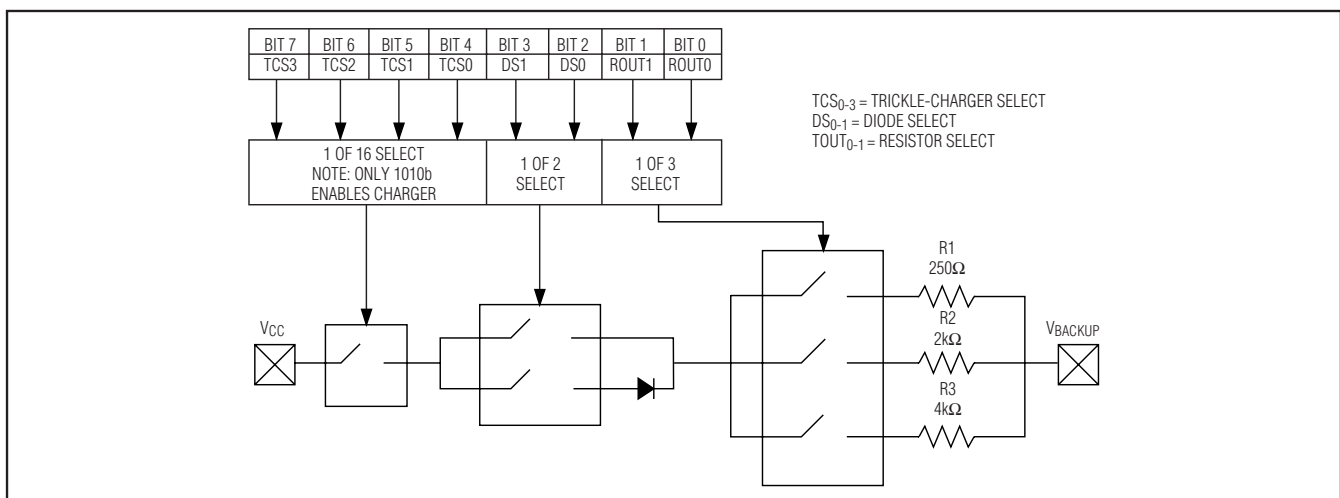 BIT 7 BIT 6 BIT 5 BIT 4 BIT 3 BIT 2 BIT 1 BIT 0
TCS3 TCS2 TCS1 TCS0 DS1 DS0 ROUT1 ROUT0
TCS0-3 = TRICKLE-CHARGER SELECT
DS0-1 = DIODE SELECT
TOUT0-1 = RESISTOR SELECT
1 OF 16 SELECT
NOTE: ONLY 1010b
ENABLES CHARGER
1 OF 2
SELECT
1 OF 3
SELECT
R1
250Ω
VCC
R2
2kΩ
VBACKUP
R3
4kΩ